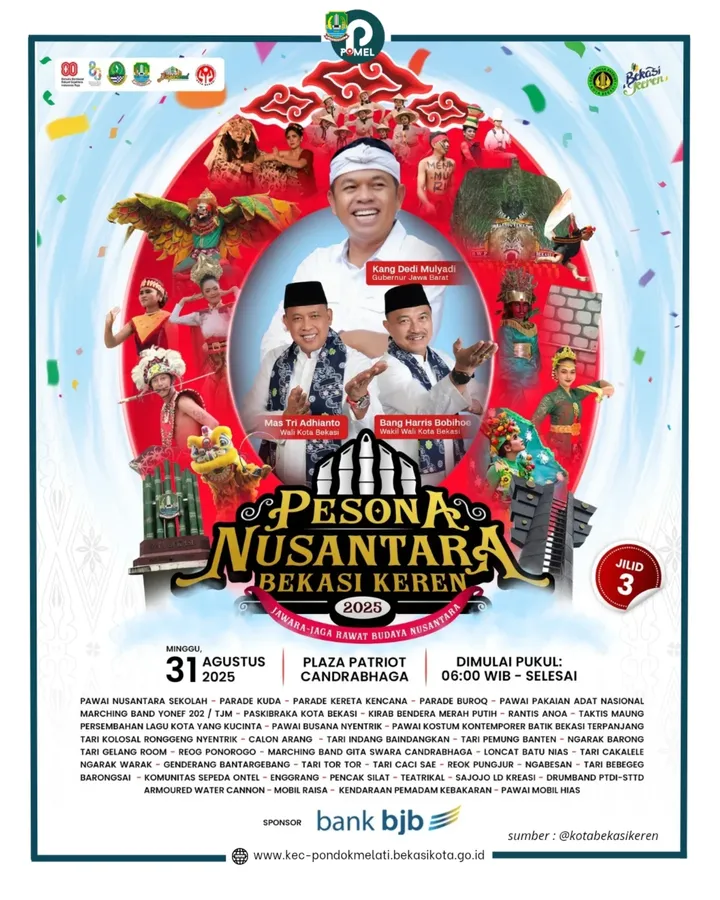 POMEL
Bekasi
Keren
MEN
Kang Dedi Mulyadi
Gubernur Jawa Barat
Mas Tri Adhianto
Wali Kota Bekasi
Bang Harris Bobihoe
Wakil Wali Kota Bekasi
PESONA
NUSANTARA
BEKASI KEREN
2025
JAWARA-JAGA RAWAT BUDAYA NUSANTARA
JILID
3
MINGGU,
31 AGUSTUS
2025
PLAZA PATRIOT
CANDRABHAGA
DIMULAI PUKUL:
06:00 WIB - SELESAI
PAWAI NUSANTARA SEKOLAH - PARADE KUDA - PARADE KERETA KENCANA - PARADE BUROQ - PAWAI PAKAIAN ADAT NASIONAL
MARCHING BAND YONEF 202 / TJM - PASKIBRAKA KOTA BEKASI - KIRAB BENDERA MERAH PUTIH - RANTIS ANOA - TAKTIS MAUNG
PERSEMBAHAN LAGU KOTA YANG KUCINTA - PAWAI BUSANA NYENTRIK - PAWAI KOSTUM KONTEMPORER BATIK BEKASI TERPANJANG
TARI KOLOSAL RONGGENG NYENTRIK - CALON ARANG - TARI INDANG BAINDANGKAN - TARI PEMUNG BANTEN - NGARAK BARONG
TARI GELANG ROOM - REOG PONOROGO - MARCHING BAND GITA SWARA CANDRABHAGA - LONCAT BATU NIAS - TARI CAKALELE
NGARAK WARAK - GENDERANG BANTARGEBANG - TARI TOR TOR - TARI CACI SAE - REOK PUNGJUR - NGABESAN - TARI BEBEGEG
BARONGSAI - KOMUNITAS SEPEDA ONTEL - ENGGRANG - PENCAK SILAT - TEATRIKAL - SAJOJO LD KREASI - DRUMBAND PTDI-STTD
ARMOURED WATER CANNON - MOBIL RAISA - KENDARAAN PEMADAM KEBAKARAN - PAWAI MOBIL HIAS
SPONSOR bank bjb
sumber : @kotabekasikeren
www.kec-pondokmelati.bekasikota.go.id